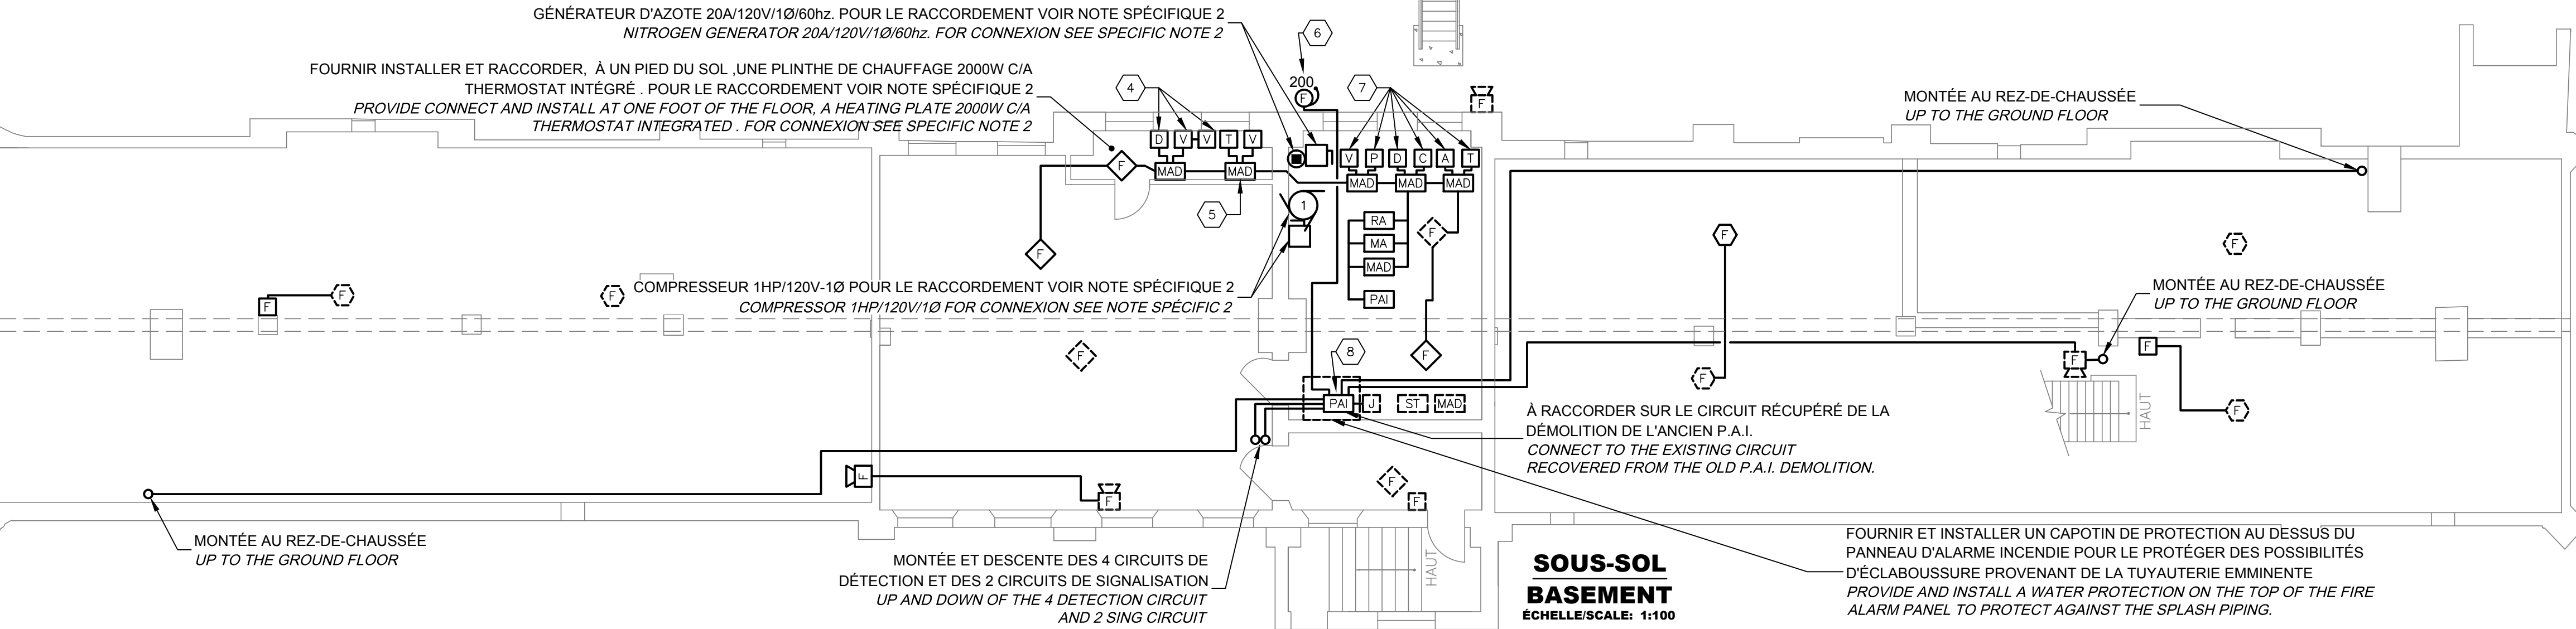 GÉNÉRATEUR D'AZOTE 20A/120V/1Ø/60hz. POUR LE RACCORDEMENT VOIR NOTE SPÉCIFIQUE 2
NITROGEN GENERATOR 20A/120V/1Ø/60hz. FOR CONNEXION SEE SPECIFIC NOTE 2
FOURNIR INSTALLER ET RACCORDER, À UN PIED DU SOL ,UNE PLINTHE DE CHAUFFAGE 2000W C/A
THERMOSTAT INTÉGRÉ . POUR LE RACCORDEMENT VOIR NOTE SPÉCIFIQUE 2
PROVIDE CONNECT AND INSTALL AT ONE FOOT OF THE FLOOR, A HEATING PLATE 2000W C/A
THERMOSTAT INTEGRATED . FOR CONNEXION SEE SPECIFIC NOTE 2
6
200
F
4
7
F
MONTÉE AU REZ-DE-CHAUSSÉE
UP TO THE GROUND FLOOR
D V V T V
V P D C A T
F
MAD MAD
MAD MAD MAD
5
1
RA
MA
MAD
PAI
F
F
F
F
F
F
F
F
COMPRESSEUR 1HP/120V-1Ø POUR LE RACCORDEMENT VOIR NOTE SPÉCIFIQUE 2
COMPRESSOR 1HP/120V/1Ø FOR CONNEXION SEE NOTE SPÉCIFIC 2
MONTÉE AU REZ-DE-CHAUSSÉE
UP TO THE GROUND FLOOR
F
8
F
F
F
F
F
PAI J ST MAD
HAUT
À RACCORDER SUR LE CIRCUIT RÉCUPÉRÉ DE LA
DÉMOLITION DE L'ANCIEN P.A.I.
CONNECT TO THE EXISTING CIRCUIT
RECOVERED FROM THE OLD P.A.I. DEMOLITION.
F
F
F
F
MONTÉE AU REZ-DE-CHAUSSÉE
UP TO THE GROUND FLOOR
MONTÉE ET DESCENTE DES 4 CIRCUITS DE
DÉTECTION ET DES 2 CIRCUITS DE SIGNALISATION
UP AND DOWN OF THE 4 DETECTION CIRCUIT
AND 2 SING CIRCUIT
HAUT
SOUS-SOL
BASEMENT
ÉCHELLE/SCALE: 1:100
FOURNIR ET INSTALLER UN CAPOTIN DE PROTECTION AU DESSUS DU
PANNEAU D'ALARME INCENDIE POUR LE PROTÉGER DES POSSIBILITÉS
D'ÉCLABOUSSURE PROVENANT DE LA TUYAUTERIE EMMINENTE
PROVIDE AND INSTALL A WATER PROTECTION ON THE TOP OF THE FIRE
ALARM PANEL TO PROTECT AGAINST THE SPLASH PIPING.